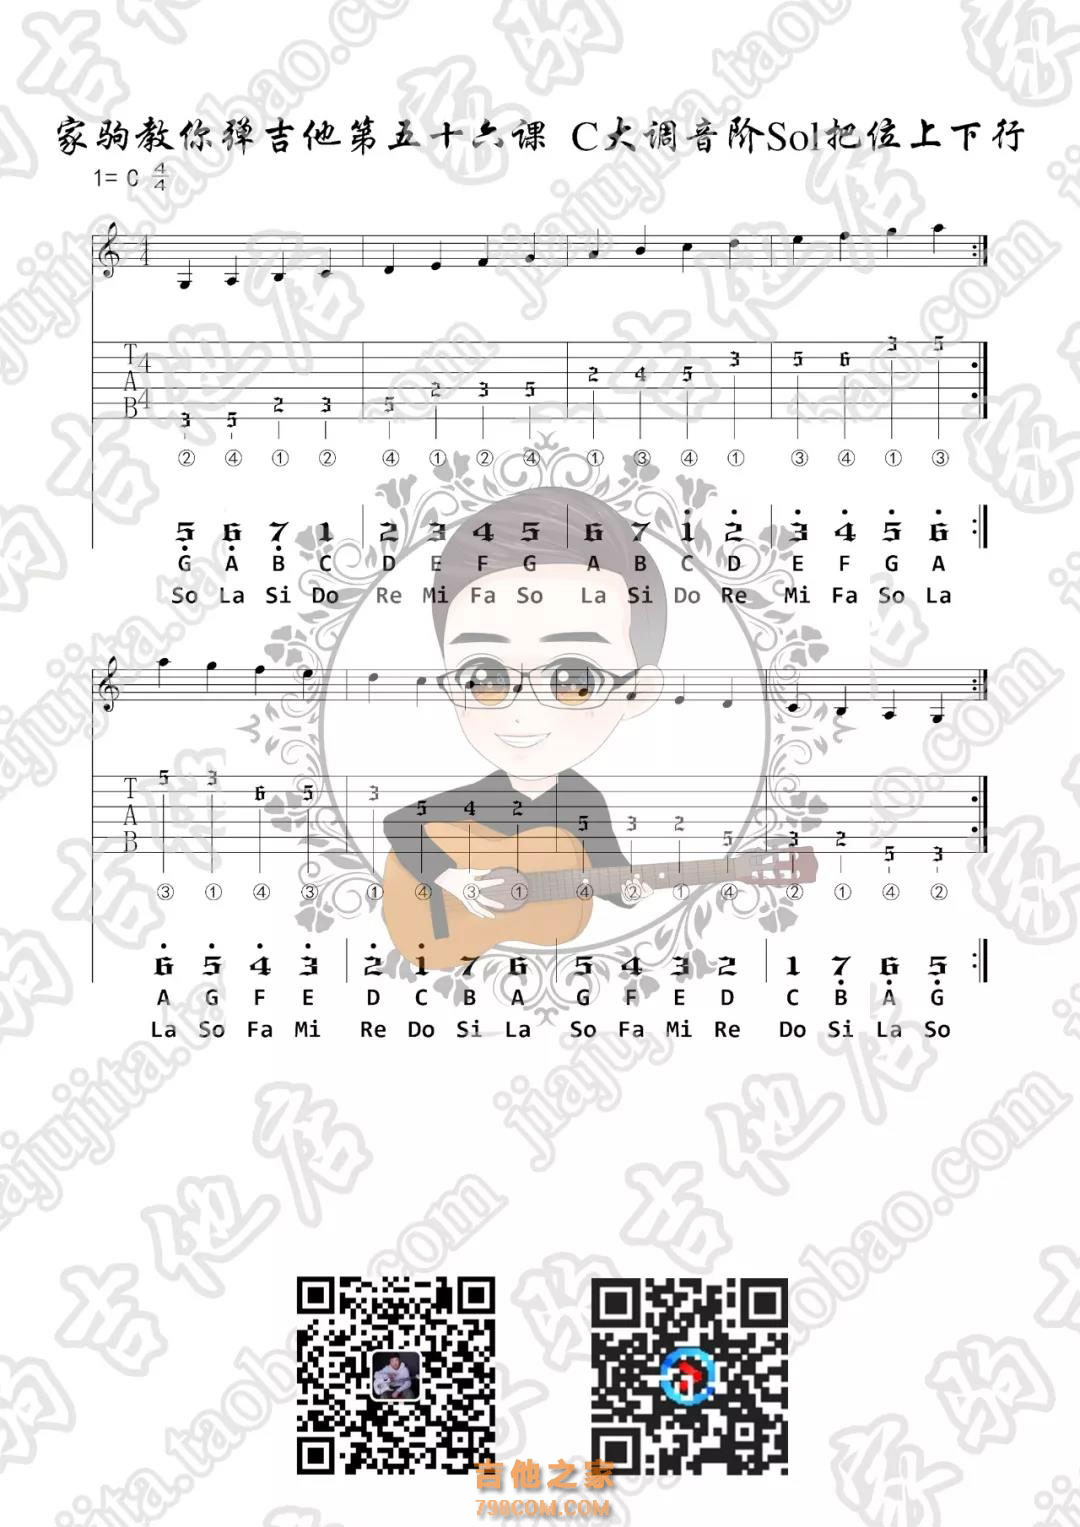 家驹教你弹吉他第五十六课 C大调音阶Sol把位上下行
1= C 4/4
4/4
T A B 4/4
3 5 2 3 5 2 3 5 2 4 5 3 5 6 3 5
② ④ ① ② ④ ① ② ④ ① ③ ④ ① ③ ④ ① ③
5 6 7 1 2 3 4 5 6 7 1 2 3 4 5 6
G A B C D E F G A B C D E F G A
So La Si Do Re Mi Fa So La Si Do Re Mi Fa So La
T A B
5 3 6 5 3 5 4 2 5 3 2 5 3 2 5 3
③ ① ④ ③ ① ④ ③ ① ④ ② ① ④ ② ① ④ ②
6 5 4 3 2 1 7 6 5 4 3 2 1 7 6 5
A G F E D C B A G F E D C B A G
La So Fa Mi Re Do Si La So Fa Mi Re Do Si La So
jiajujita.taobao.com
吉他之家
798COM.COM